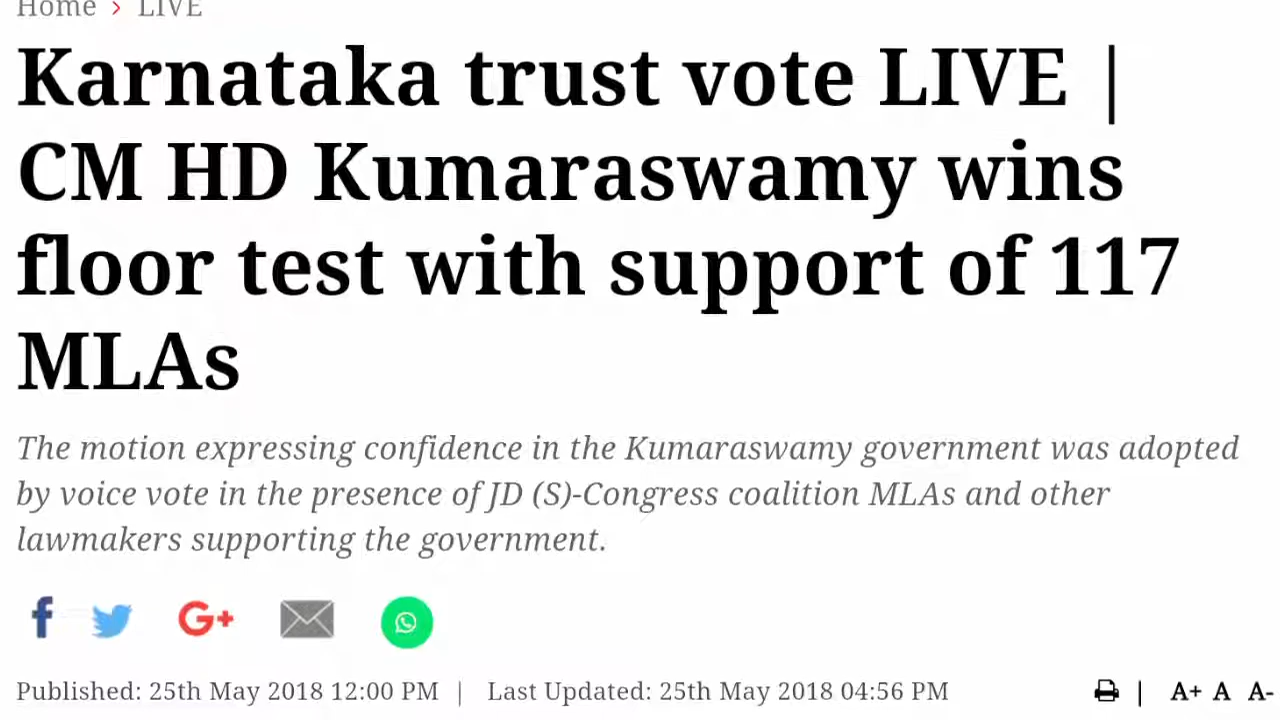 Home > LIVE
Karnataka trust vote LIVE |
CM HD Kumaraswamy wins
floor test with support of 117
MLAs
The motion expressing confidence in the Kumaraswamy government was adopted
by voice vote in the presence of JD (S)-Congress coalition MLAs and other
lawmakers supporting the government.
f G+
Published: 25th May 2018 12:00 PM | Last Updated: 25th May 2018 04:56 PM | A+ A A-